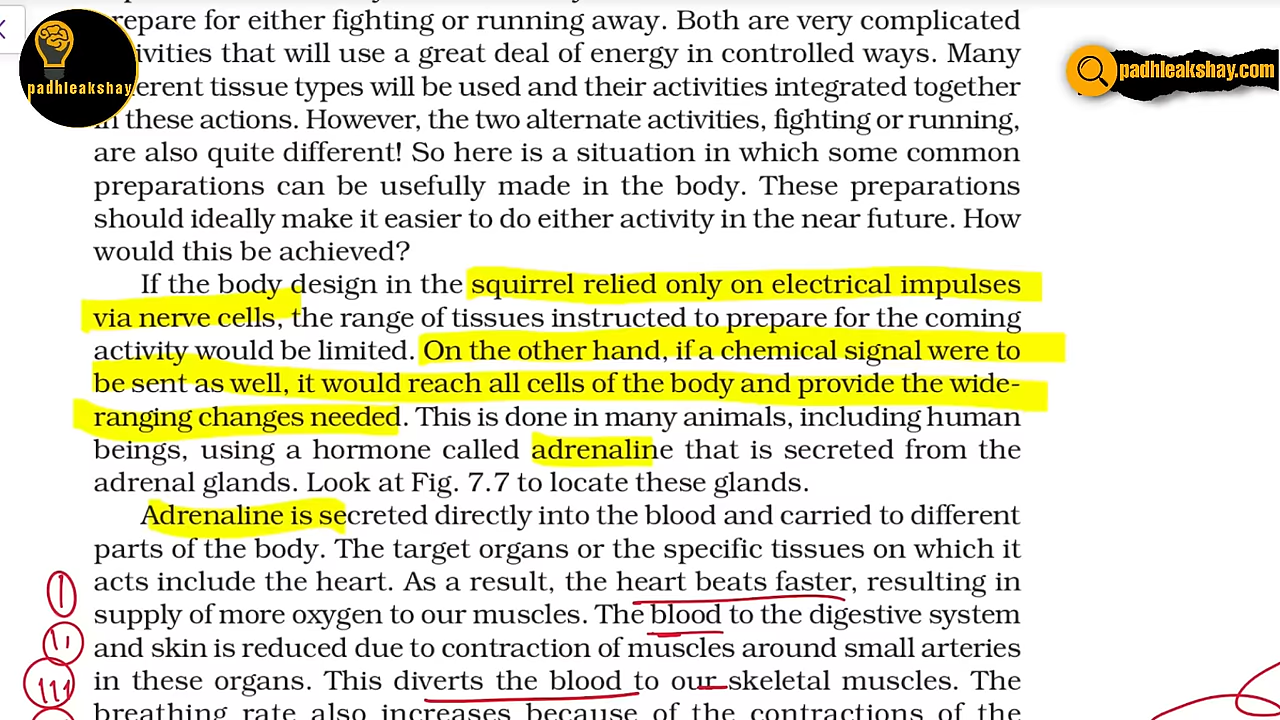 prepare for either fighting or running away. Both are very complicated
ivities that will use a great deal of energy in controlled ways. Many
erent tissue types will be used and their activities integrated together
in these actions. However, the two alternate activities, fighting or running,
are also quite different! So here is a situation in which some common
preparations can be usefully made in the body. These preparations
should ideally make it easier to do either activity in the near future. How
would this be achieved?
If the body design in the squirrel relied only on electrical impulses
via nerve cells, the range of tissues instructed to prepare for the coming
activity would be limited. On the other hand, if a chemical signal were to
be sent as well, it would reach all cells of the body and provide the wide-
ranging changes needed. This is done in many animals, including human
beings, using a hormone called adrenaline that is secreted from the
adrenal glands. Look at Fig. 7.7 to locate these glands.
Adrenaline is secreted directly into the blood and carried to different
parts of the body. The target organs or the specific tissues on which it
acts include the heart. As a result, the heart beats faster, resulting in
supply of more oxygen to our muscles. The blood to the digestive system
and skin is reduced due to contraction of muscles around small arteries
in these organs. This diverts the blood to our skeletal muscles. The
breathing rate also increases because of the contractions of the
padhleakshay
padhleakshay.com
I
II
III